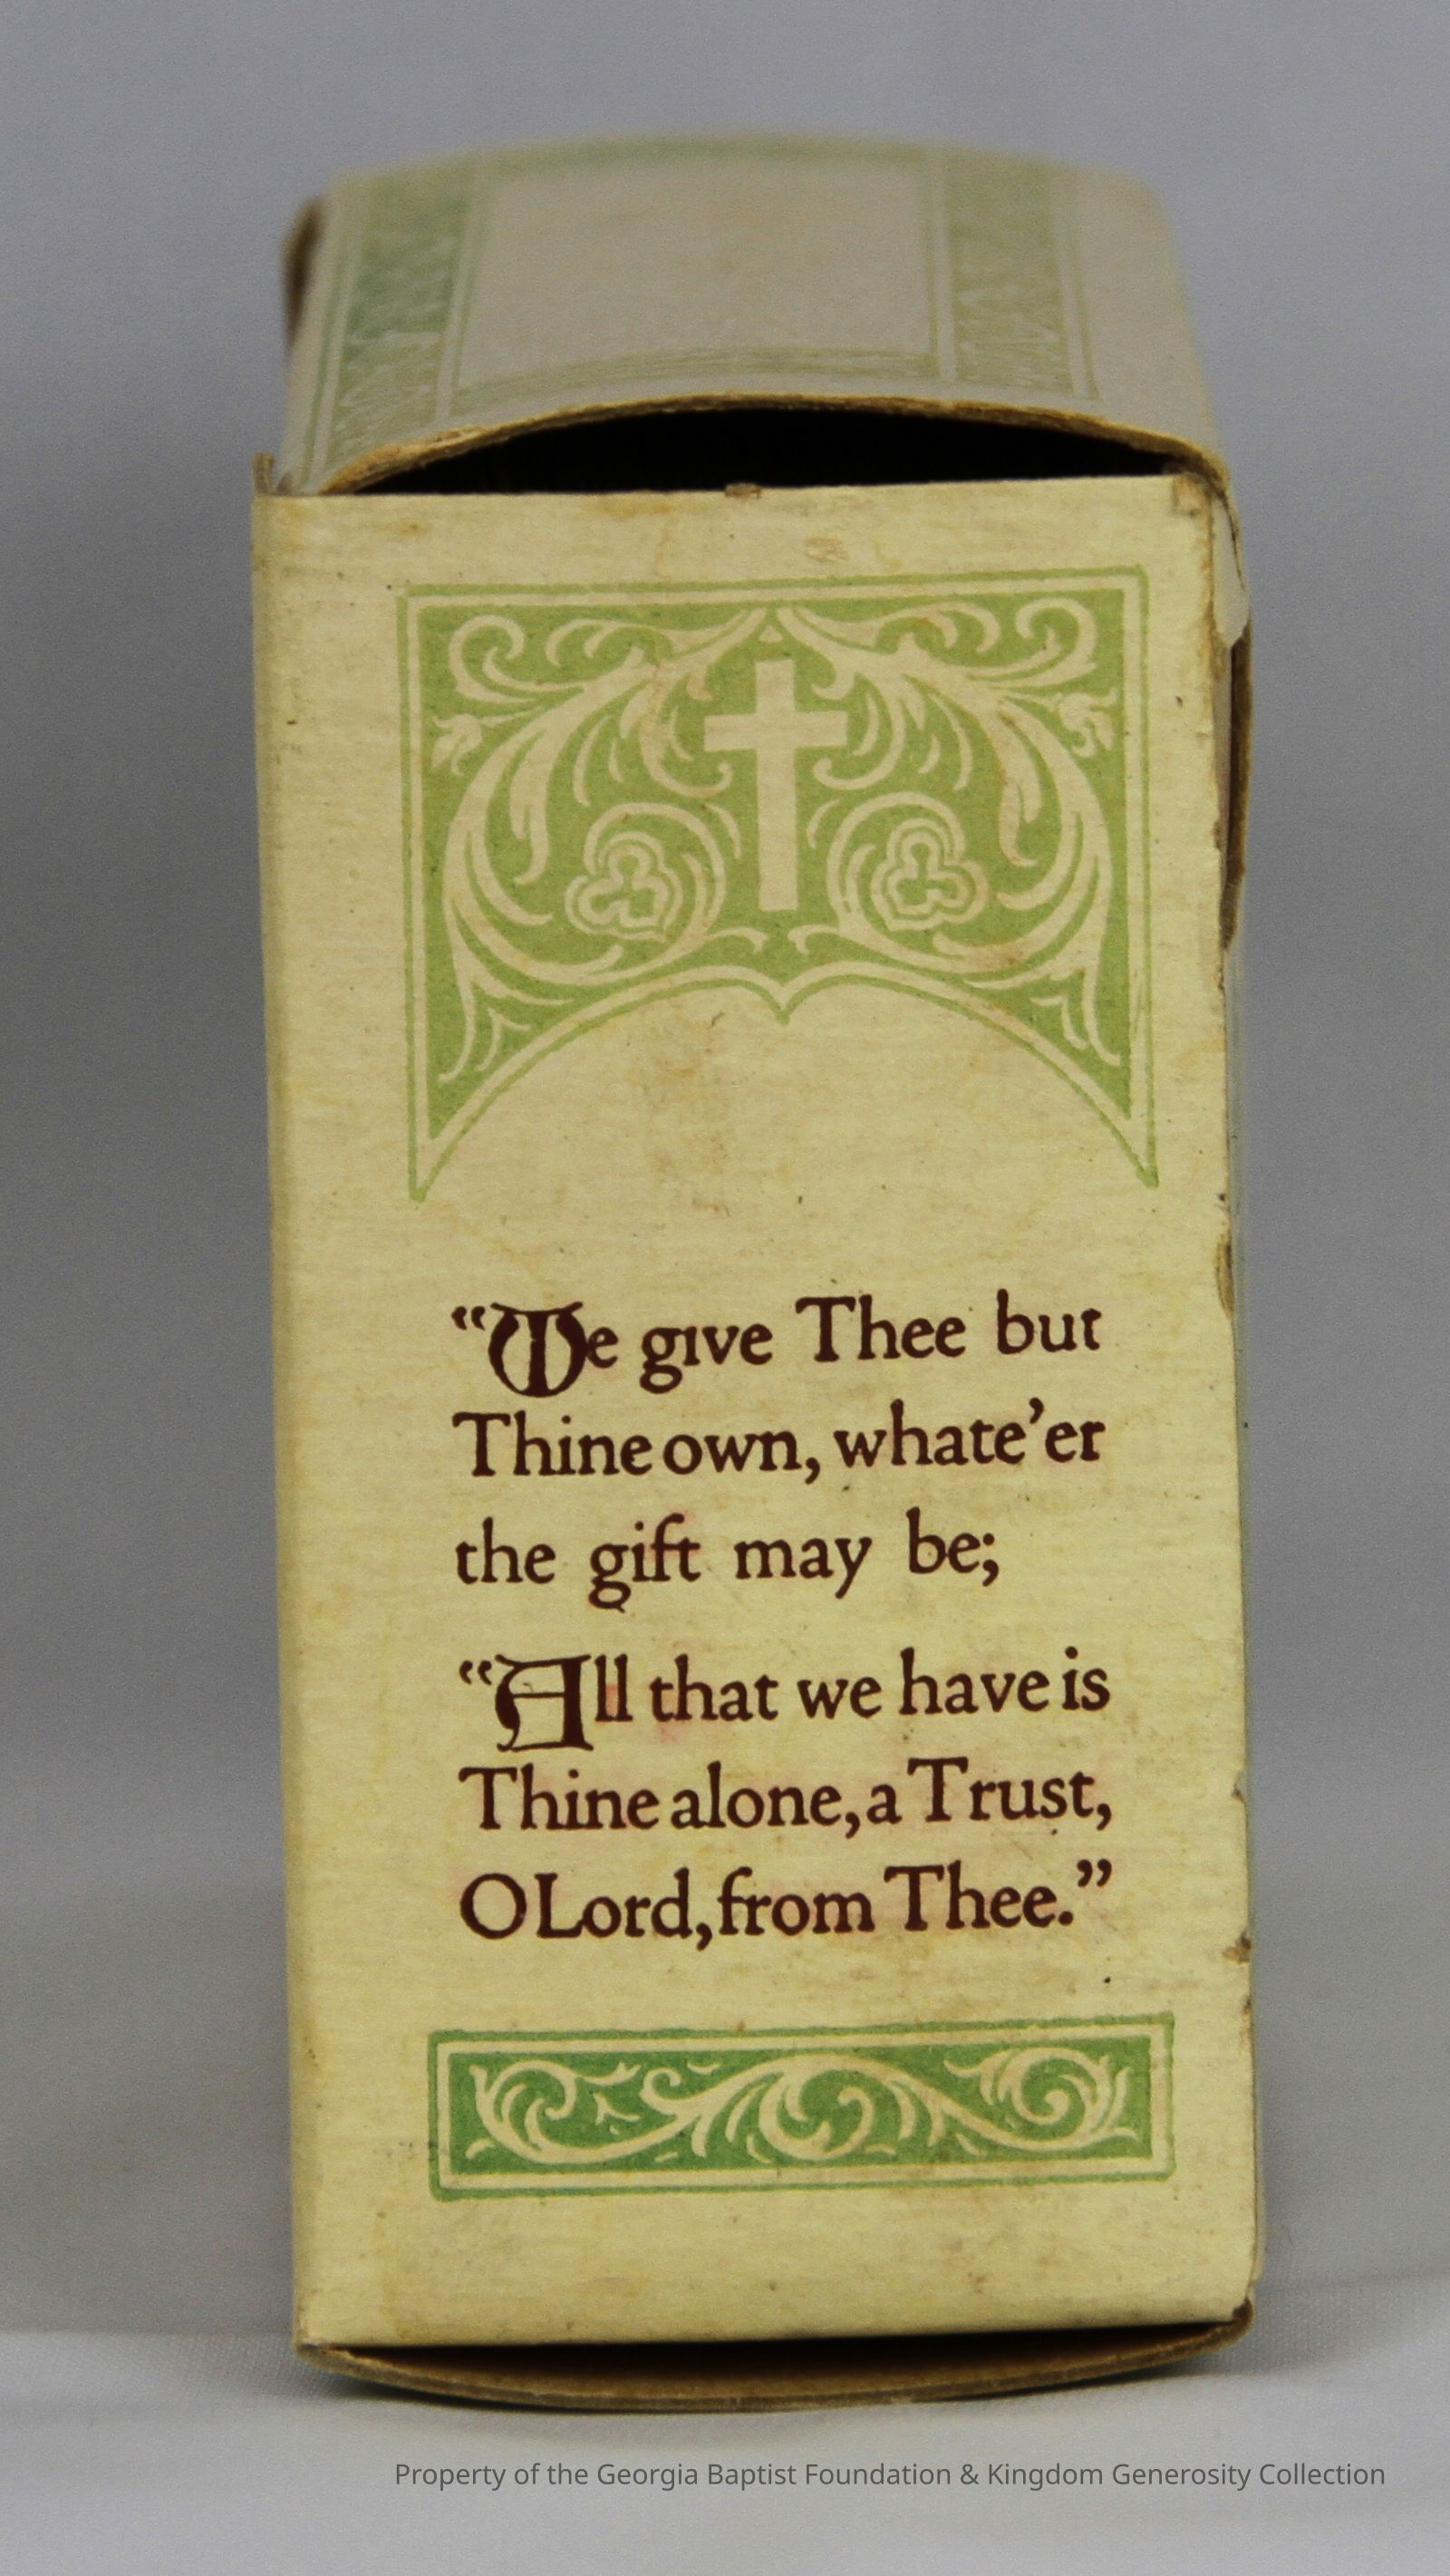 “We give Thee but
Thine own, whate’er
the gift may be;
“All that we have is
Thine alone, a Trust,
O Lord, from Thee.”
Property of the Georgia Baptist Foundation & Kingdom Generosity Collection